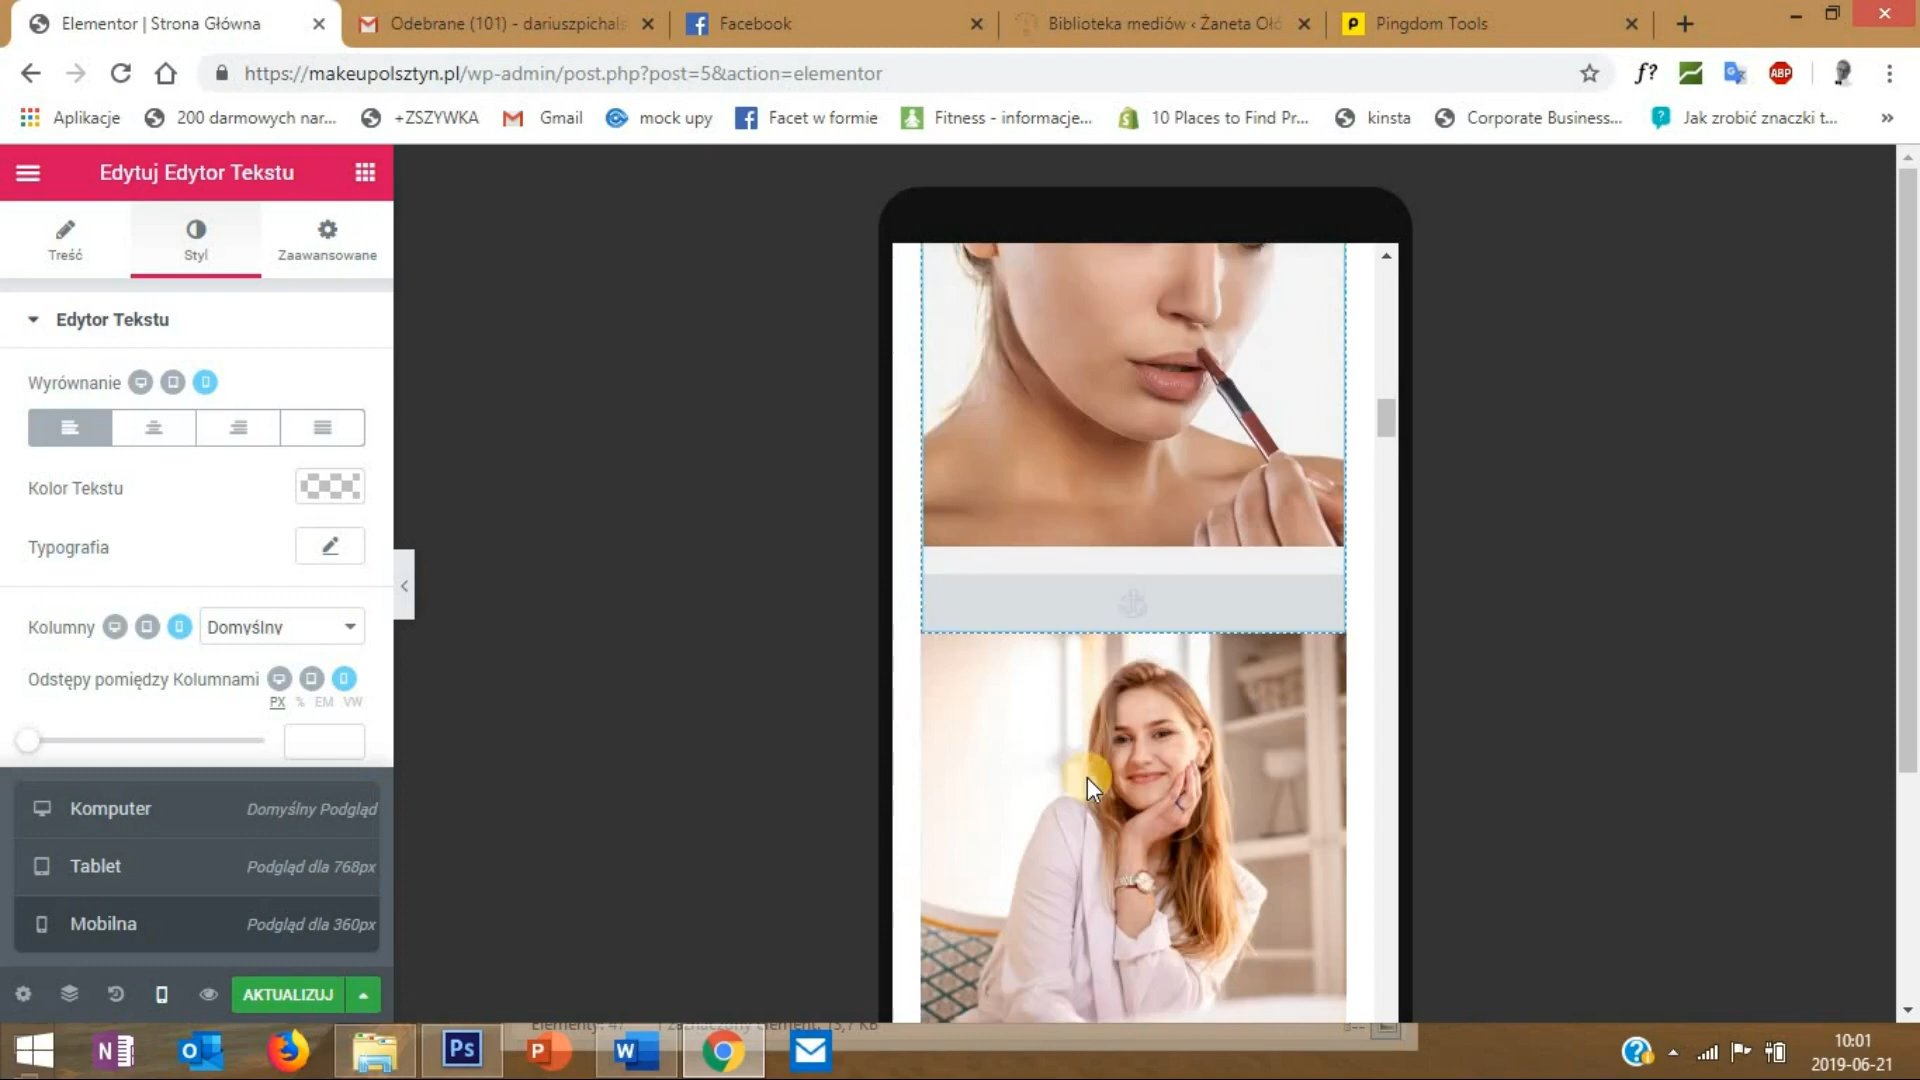 Elementor | Strona Główna
Odebrane (101) - dariuszpichals
Facebook
Biblioteka mediów ‹ Żaneta Ołó
Pingdom Tools
https://makeupolsztyn.pl/wp-admin/post.php?post=5&action=elementor
f?
ABP
Aplikacje
200 darmowych nar...
+ZSZYWKA
Gmail
mock upy
Facet w formie
Fitness - informacje...
10 Places to Find Pr...
kinsta
Corporate Business...
Jak zrobić znaczki t...
»
Edytuj Edytor Tekstu
Treść
Styl
Zaawansowane
Edytor Tekstu
Wyrównanie
Kolor Tekstu
Typografia
Kolumny
Domyślny
Odstępy pomiędzy Kolumnami
PX % EM VW
Komputer
Domyślny Podgląd
Tablet
Podgląd dla 768px
Mobilna
Podgląd dla 360px
AKTUALIZUJ
Ps
10:01
2019-06-21